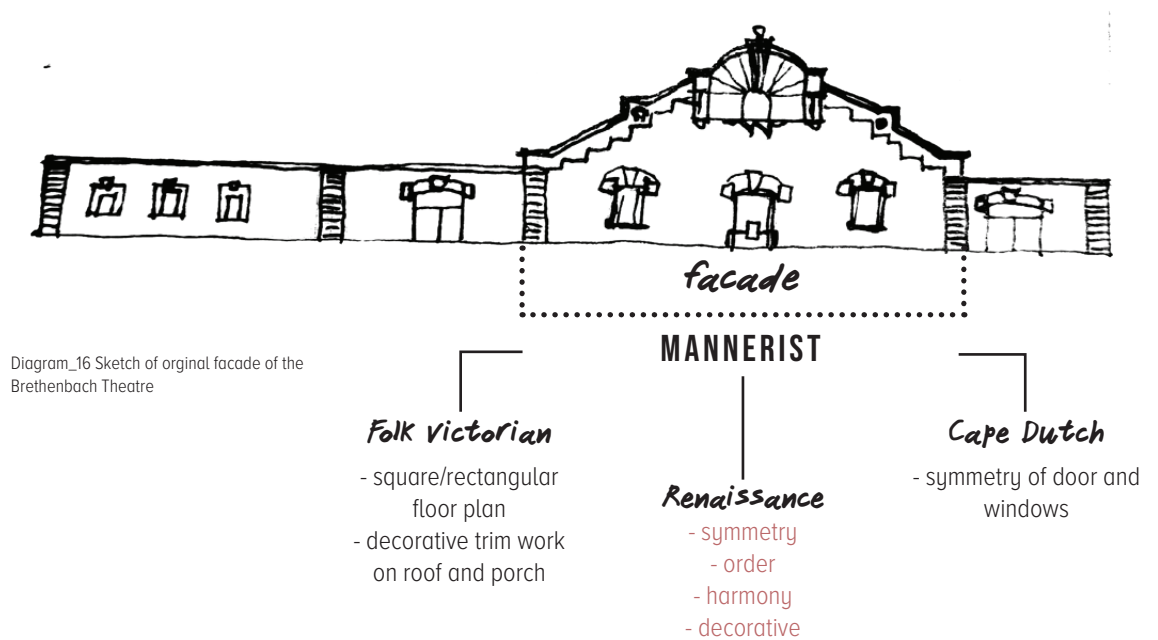 facade
MANNERIST
Diagram_16 Sketch of orginal facade of the
Brethenbach Theatre
Folk Victorian
- square/rectangular
floor plan
- decorative trim work
on roof and porch
Renaissance
- symmetry
- order
- harmony
- decorative
Cape Dutch
- symmetry of door and
windows